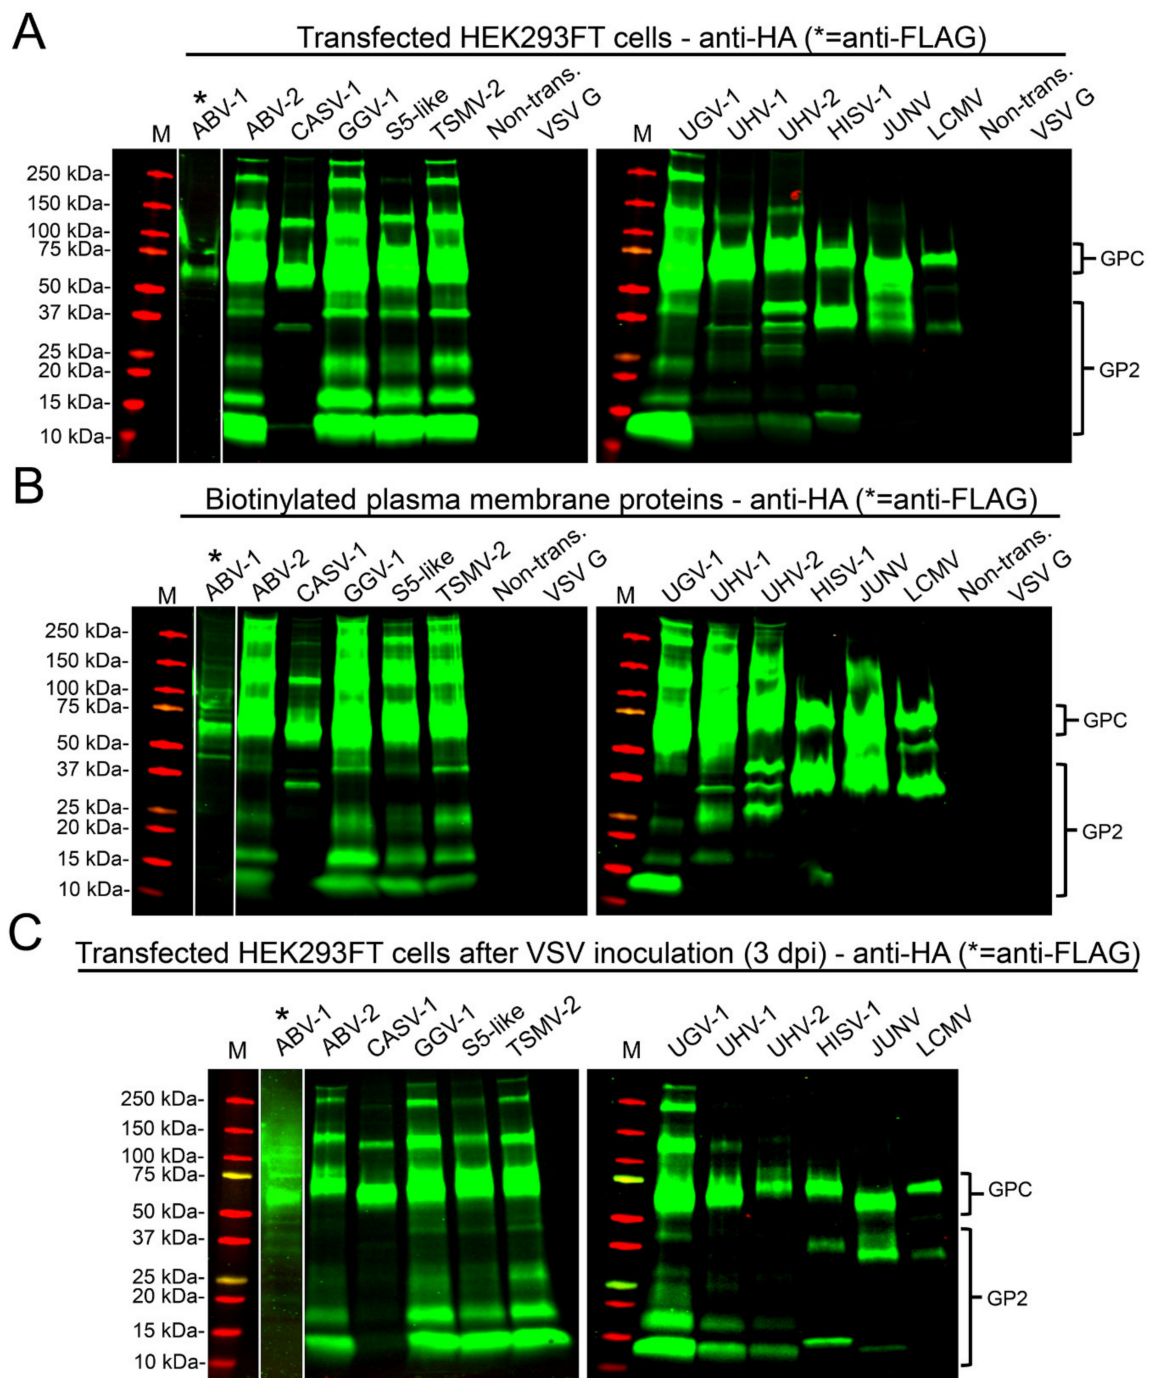 A
Transfected HEK293FT cells - anti-HA (*=anti-FLAG)
M * ABV-1 ABV-2 CASV-1 GGV-1 S5-like TSMV-2 Non-trans. VSV G M UGV-1 UHV-1 UHV-2 HISV-1 JUNV LCMV Non-trans. VSV G
250 kDa-
150 kDa-
100 kDa-
75 kDa-
GPC
50 kDa-
37 kDa-
25 kDa-
GP2
20 kDa-
15 kDa-
10 kDa-
B
Biotinylated plasma membrane proteins - anti-HA (*=anti-FLAG)
M * ABV-1 ABV-2 CASV-1 GGV-1 S5-like TSMV-2 Non-trans. VSV G M UGV-1 UHV-1 UHV-2 HISV-1 JUNV LCMV Non-trans. VSV G
250 kDa-
150 kDa-
100 kDa-
75 kDa-
GPC
50 kDa-
37 kDa-
25 kDa-
20 kDa-
GP2
15 kDa-
10 kDa-
C
Transfected HEK293FT cells after VSV inoculation (3 dpi) - anti-HA (*=anti-FLAG)
M * ABV-1 ABV-2 CASV-1 GGV-1 S5-like TSMV-2 M UGV-1 UHV-1 UHV-2 HISV-1 JUNV LCMV
250 kDa-
150 kDa-
100 kDa-
75 kDa-
GPC
50 kDa-
37 kDa-
25 kDa-
20 kDa-
GP2
15 kDa-
10 kDa-